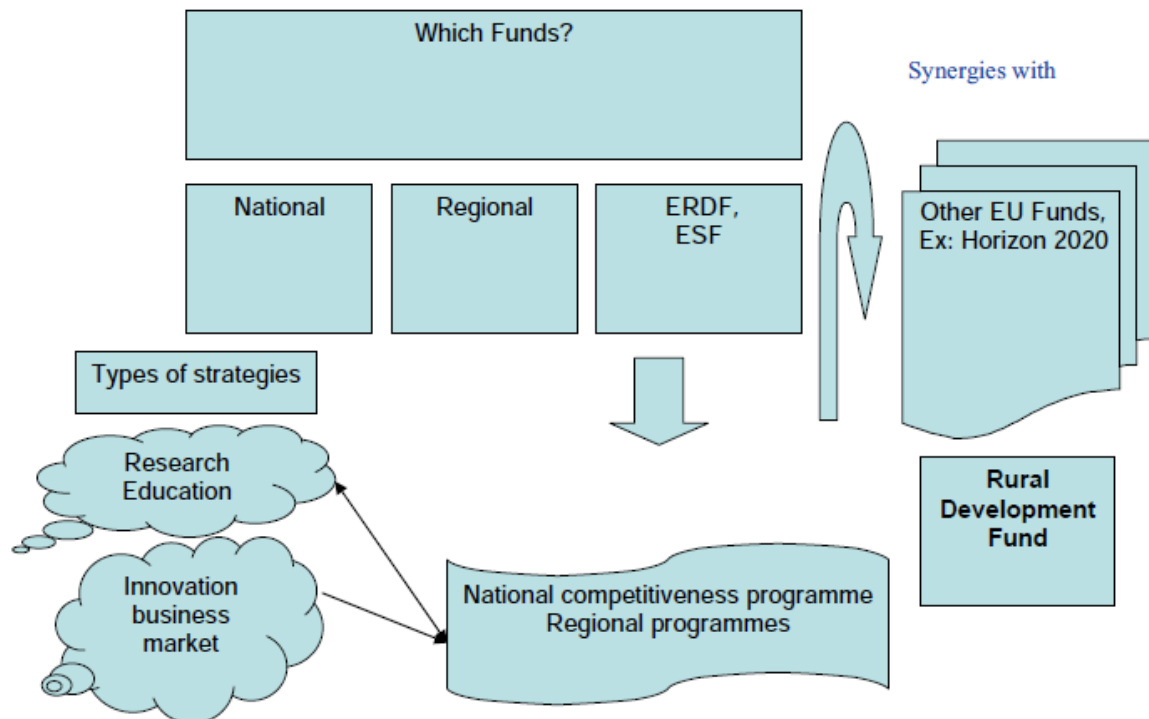 Which Funds?
Synergies with
National
Regional
ERDF,
ESF
Other EU Funds,
Ex: Horizon 2020
Types of strategies
Research
Education
Rural
Development
Fund
Innovation
business
market
National competitiveness programme
Regional programmes